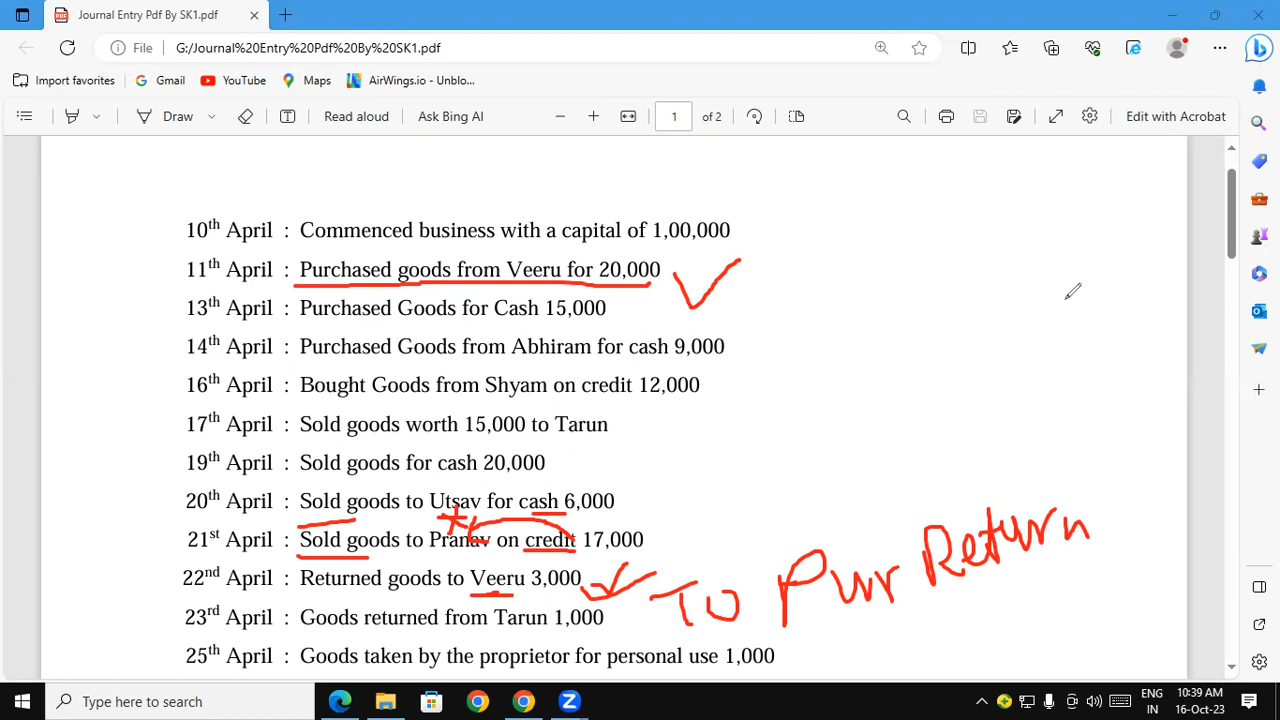 Journal Entry Pdf By SK1.pdf
File G:/Journal%20Entry%20Pdf%20By%20SK1.pdf
Import favorites Gmail YouTube Maps AirWings.io - Unblo...
Draw Read aloud Ask Bing AI 1 of 2 Edit with Acrobat
10th April : Commenced business with a capital of 1,00,000
11th April : Purchased goods from Veeru for 20,000
13th April : Purchased Goods for Cash 15,000
14th April : Purchased Goods from Abhiram for cash 9,000
16th April : Bought Goods from Shyam on credit 12,000
17th April : Sold goods worth 15,000 to Tarun
19th April : Sold goods for cash 20,000
20th April : Sold goods to Utsav for cash 6,000
21st April : Sold goods to Pranav on credit 17,000
22nd April : Returned goods to Veeru 3,000
To Purr Return
23rd April : Goods returned from Tarun 1,000
25th April : Goods taken by the proprietor for personal use 1,000
Type here to search
ENG 10:39 AM
IN 16-Oct-23